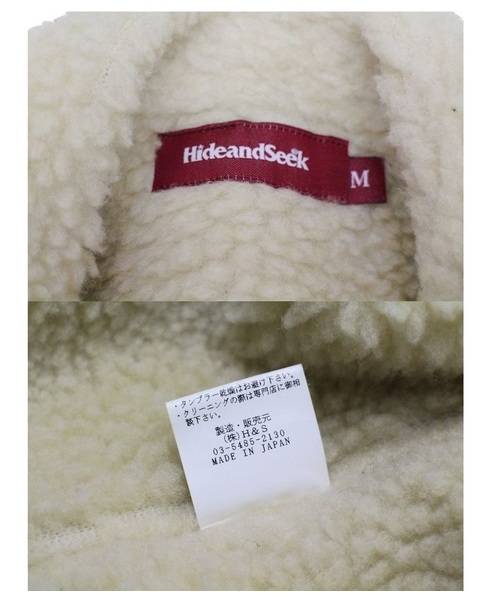 HideandSeek
M
・タンブラー乾燥はお避け下さい。
・クリーニングの際は専門店に御相
談下さい。
製造・販売元
(株)H&S
03-5485-2130
MADE IN JAPAN